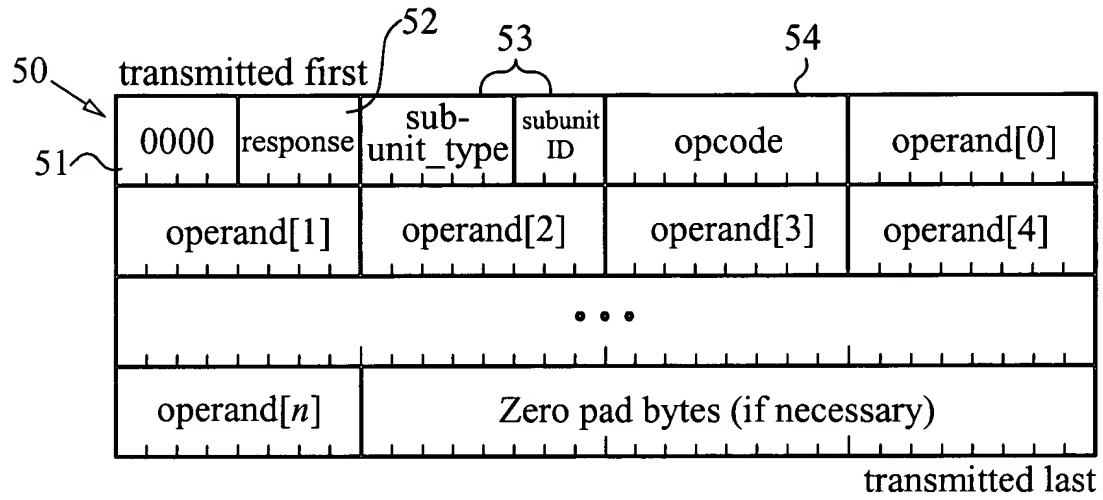 52
53
54
50
transmitted first
51
0000
response
sub-
unit_type
subunit
ID
opcode
operand[0]
operand[1]
operand[2]
operand[3]
operand[4]
operand[n]
Zero pad bytes (if necessary)
transmitted last